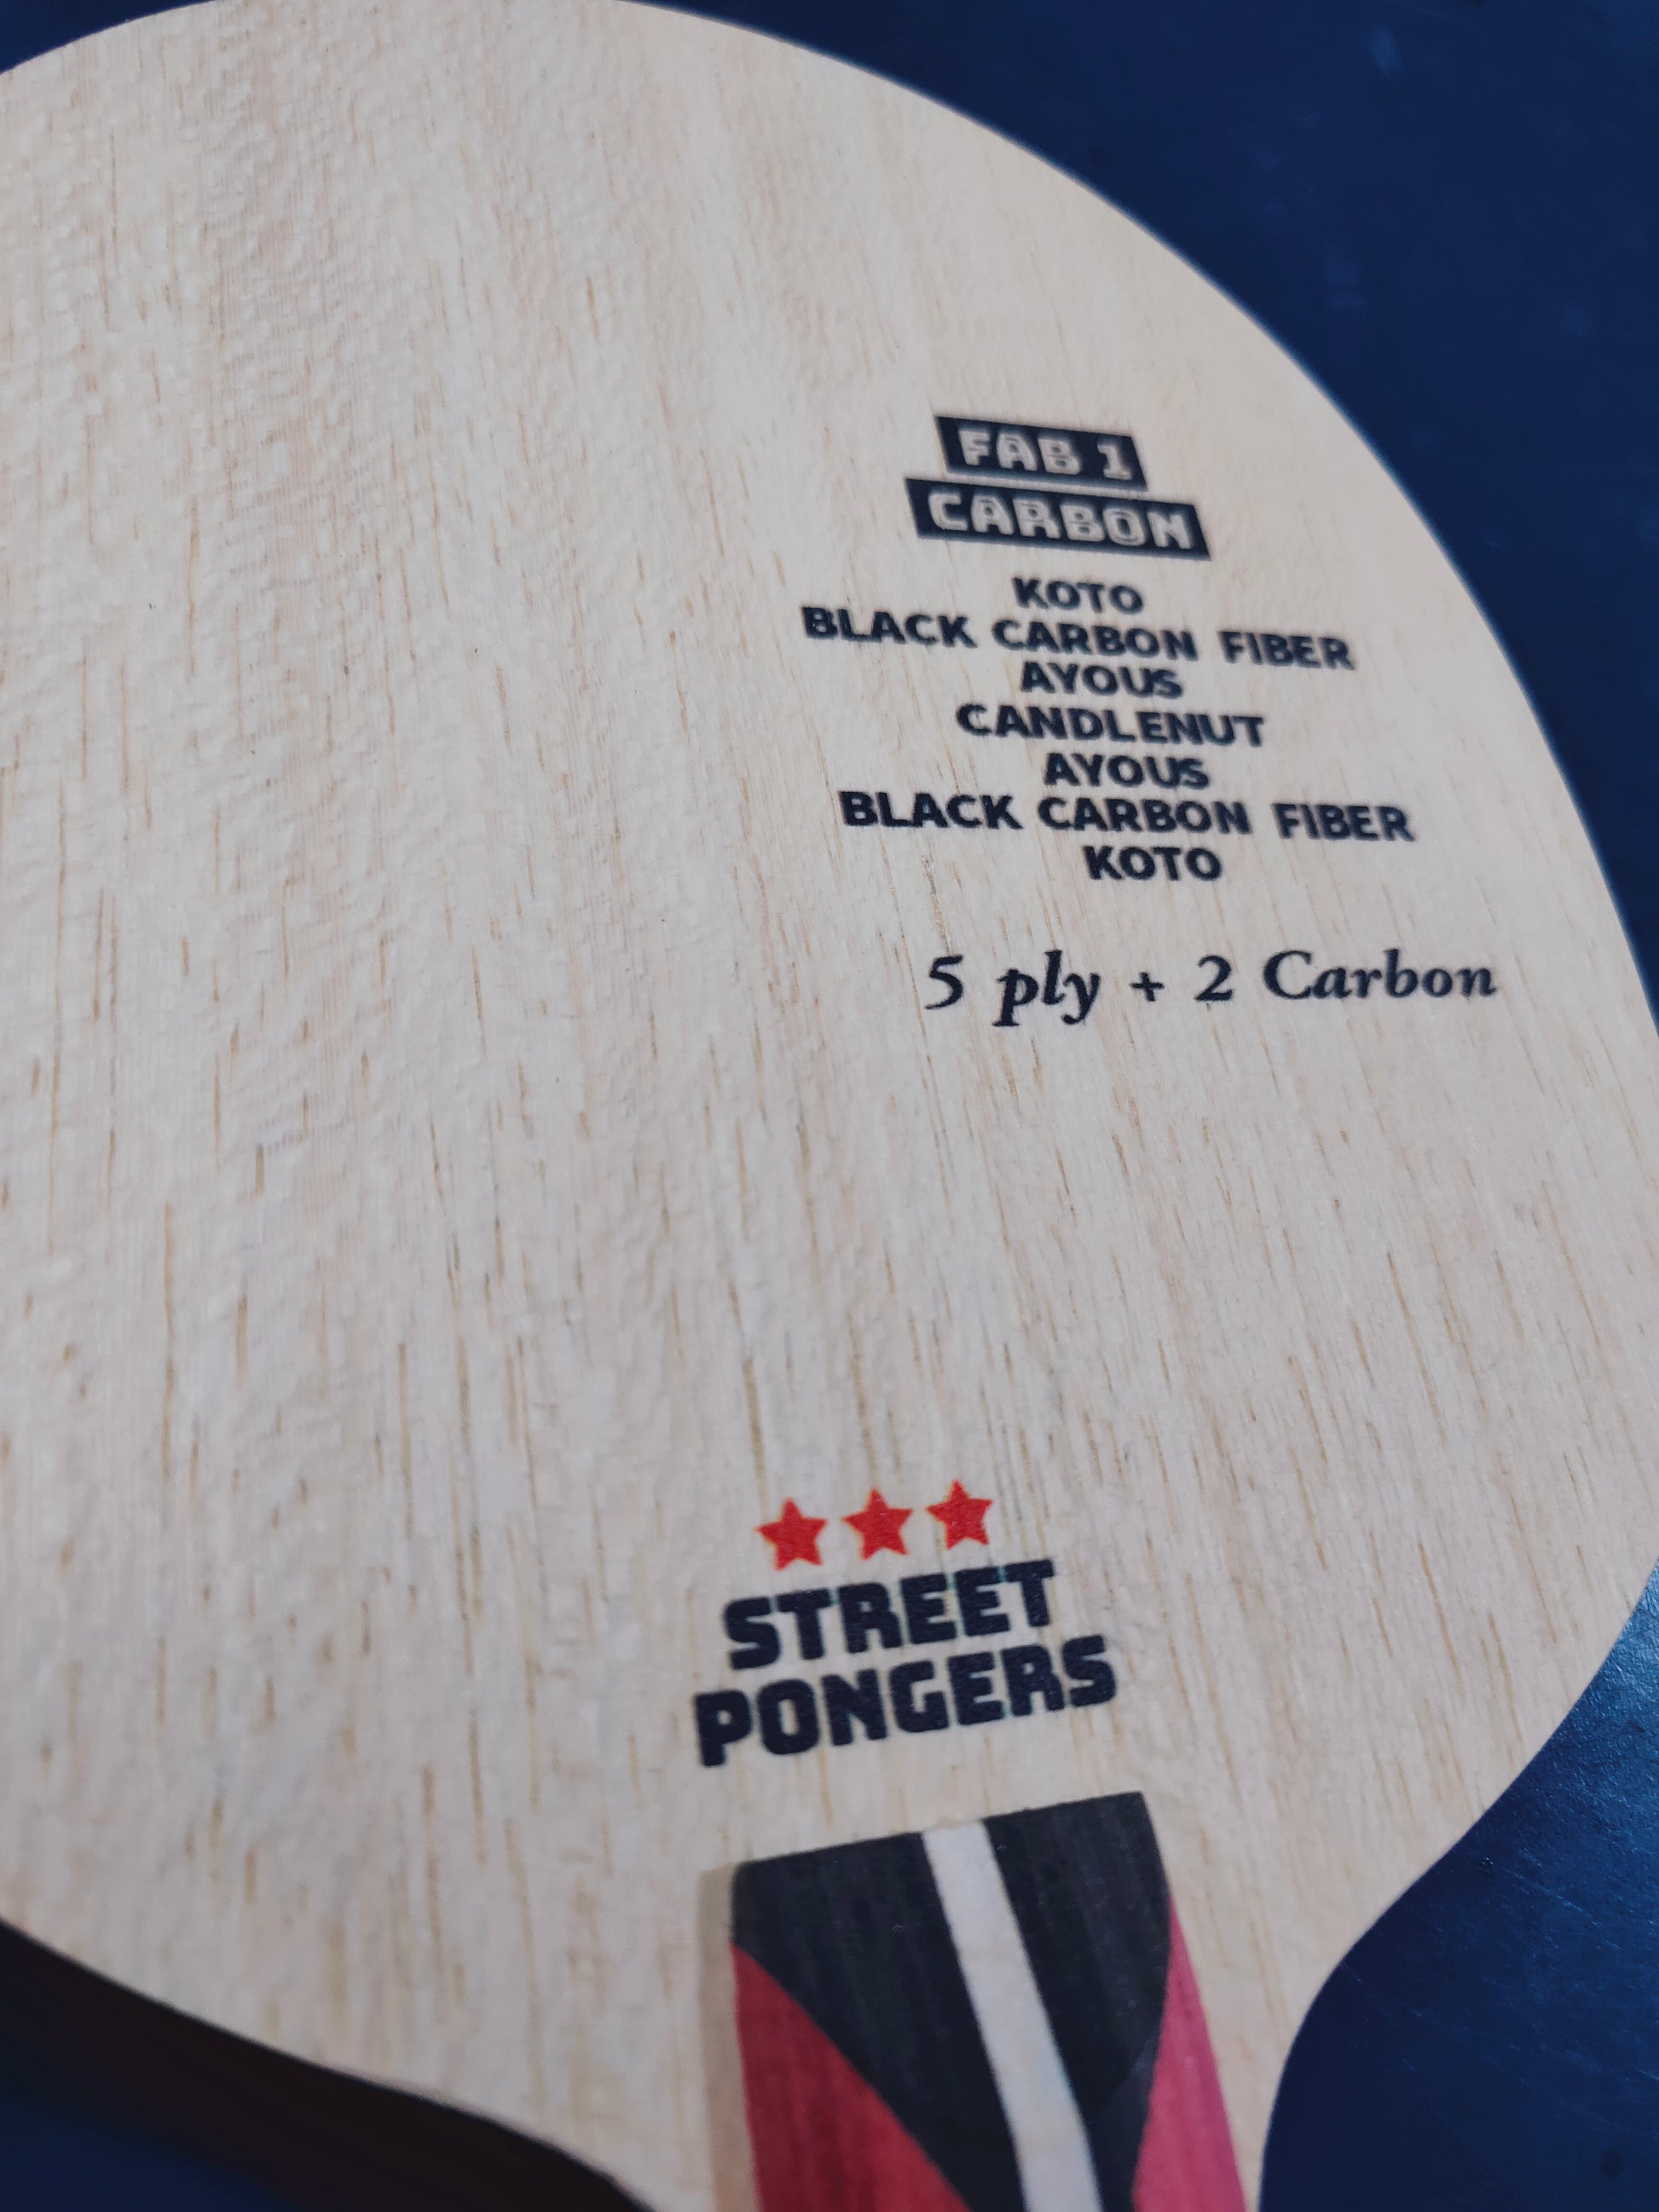 FAB 1
CARBON
KOTO
BLACK CARBON FIBER
AYOUS
CANDLENUT
AYOUS
BLACK CARBON FIBER
KOTO
5 ply + 2 Carbon
STREET
PONGERS